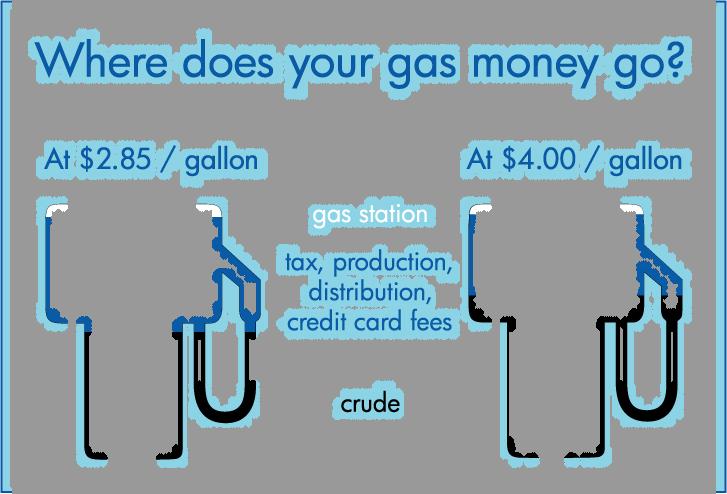 Where does your gas money go?
At $2.85 / gallon
At $4.00 / gallon
gas station
tax, production,
distribution,
credit card fees
crude